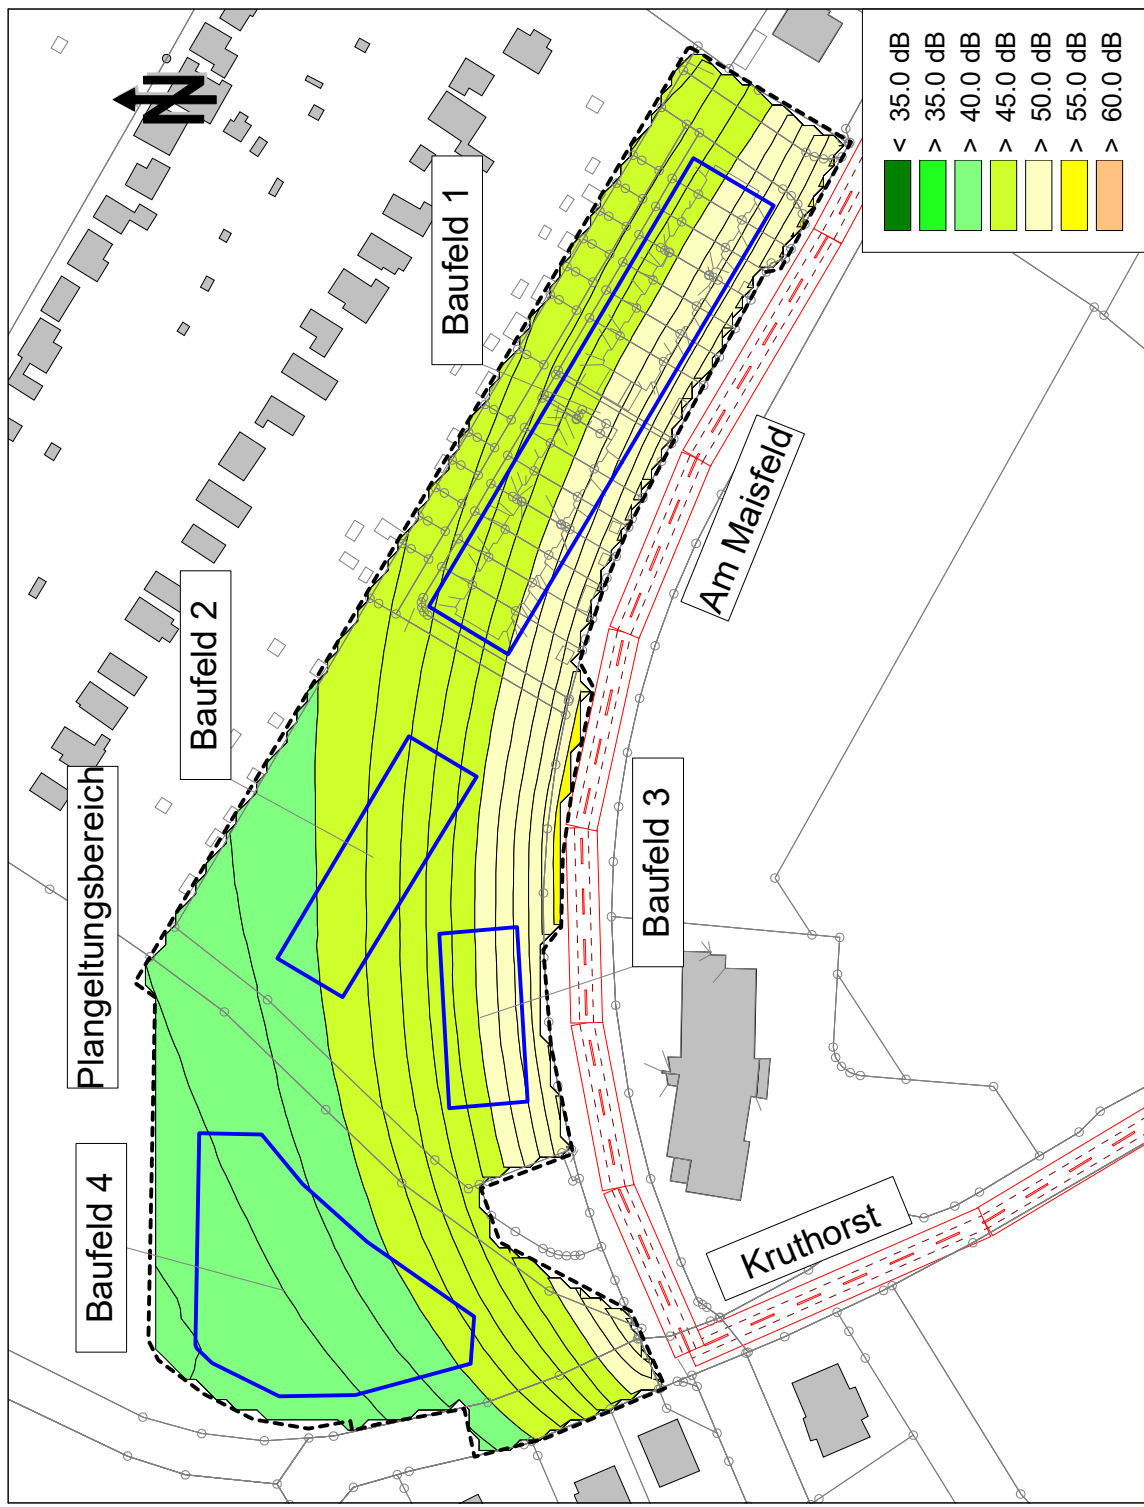 Baufeld 1
Baufeld 2
Plangeltungsbereich
Baufeld 4
Baufeld 3
Am Maisfeld
Kruthorst
N
< 35.0 dB
> 35.0 dB
> 40.0 dB
> 45.0 dB
> 50.0 dB
> 55.0 dB
> 60.0 dB